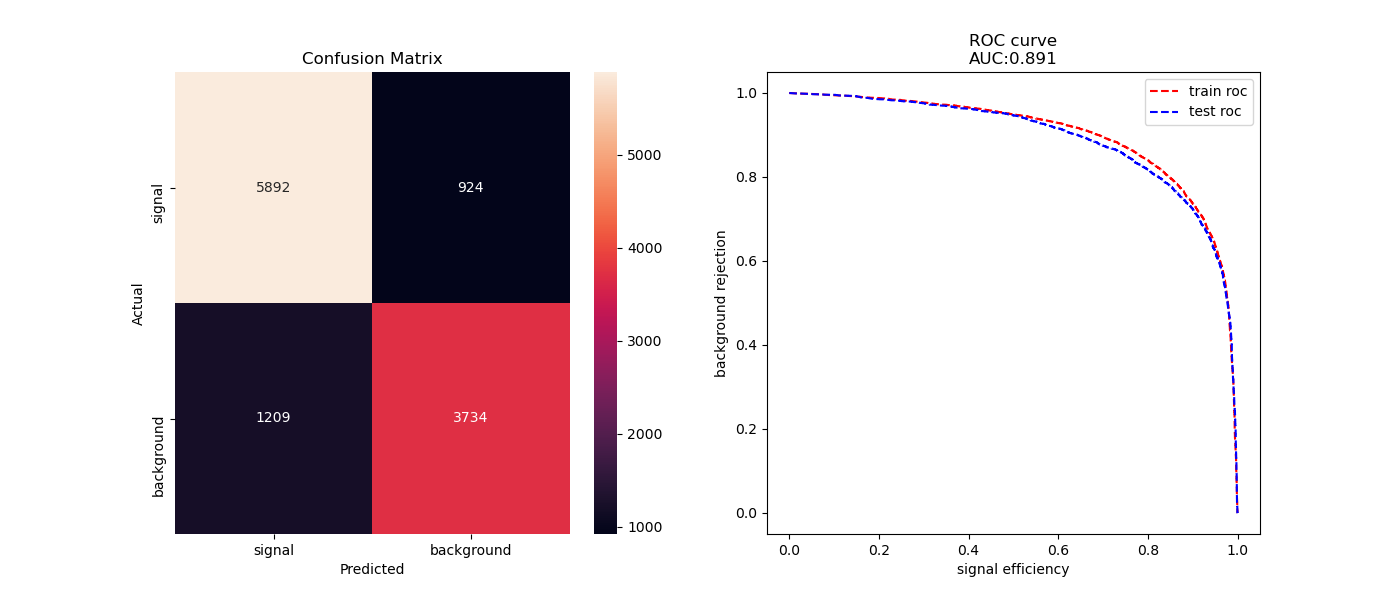 Confusion Matrix
signal
background
Actual
5892
924
1209
3734
signal
background
Predicted
5000
4000
3000
2000
1000
ROC curve
AUC:0.891
train roc
test roc
background rejection
1.0
0.8
0.6
0.4
0.2
0.0
0.0
0.2
0.4
0.6
0.8
1.0
signal efficiency